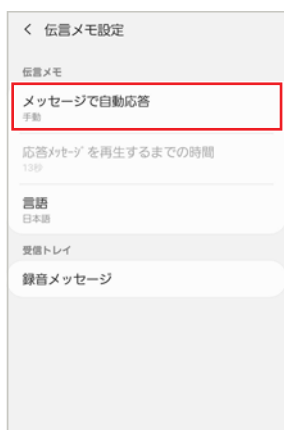 く 伝言メモ設定
伝言メモ
メッセージで自動応答
手動
応答ﾒｯｾｰｼﾞを再生するまでの時間
13秒
言語
日本語
受信トレイ
録音メッセージ